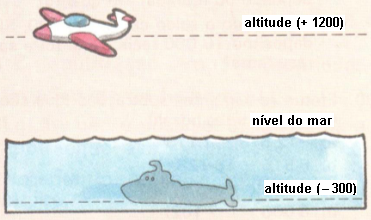 altitude (+ 1200)
nível do mar
altitude (– 300)